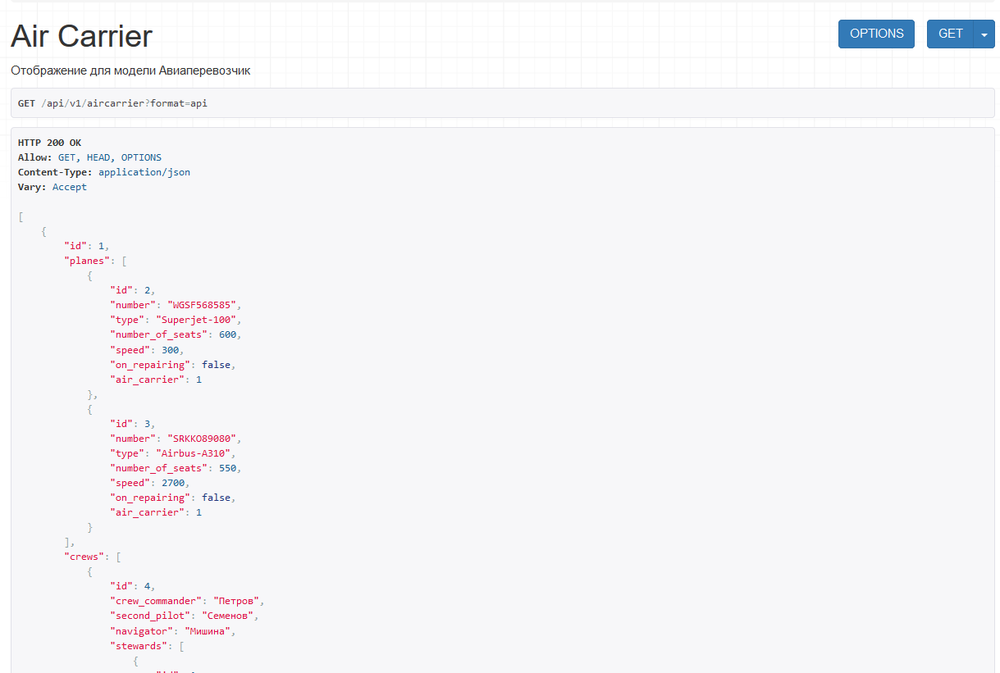 Air Carrier
OPTIONS
GET
Отображение для модели Авиаперевозчик
GET /api/v1/aircarrier?format=api
HTTP 200 OK
Allow: GET, HEAD, OPTIONS
Content-Type: application/json
Vary: Accept
[
{
"id": 1,
"planes": [
{
"id": 2,
"number": "WGSF568585",
"type": "Superjet-100",
"number_of_seats": 600,
"speed": 300,
"on_repairing": false,
"air_carrier": 1
},
{
"id": 3,
"number": "SRKKO89080",
"type": "Airbus-A310",
"number_of_seats": 550,
"speed": 2700,
"on_repairing": false,
"air_carrier": 1
}
],
"crews": [
{
"id": 4,
"crew_commander": "Петров",
"second_pilot": "Семенов",
"navigator": "Мишина",
"stewards": [
{